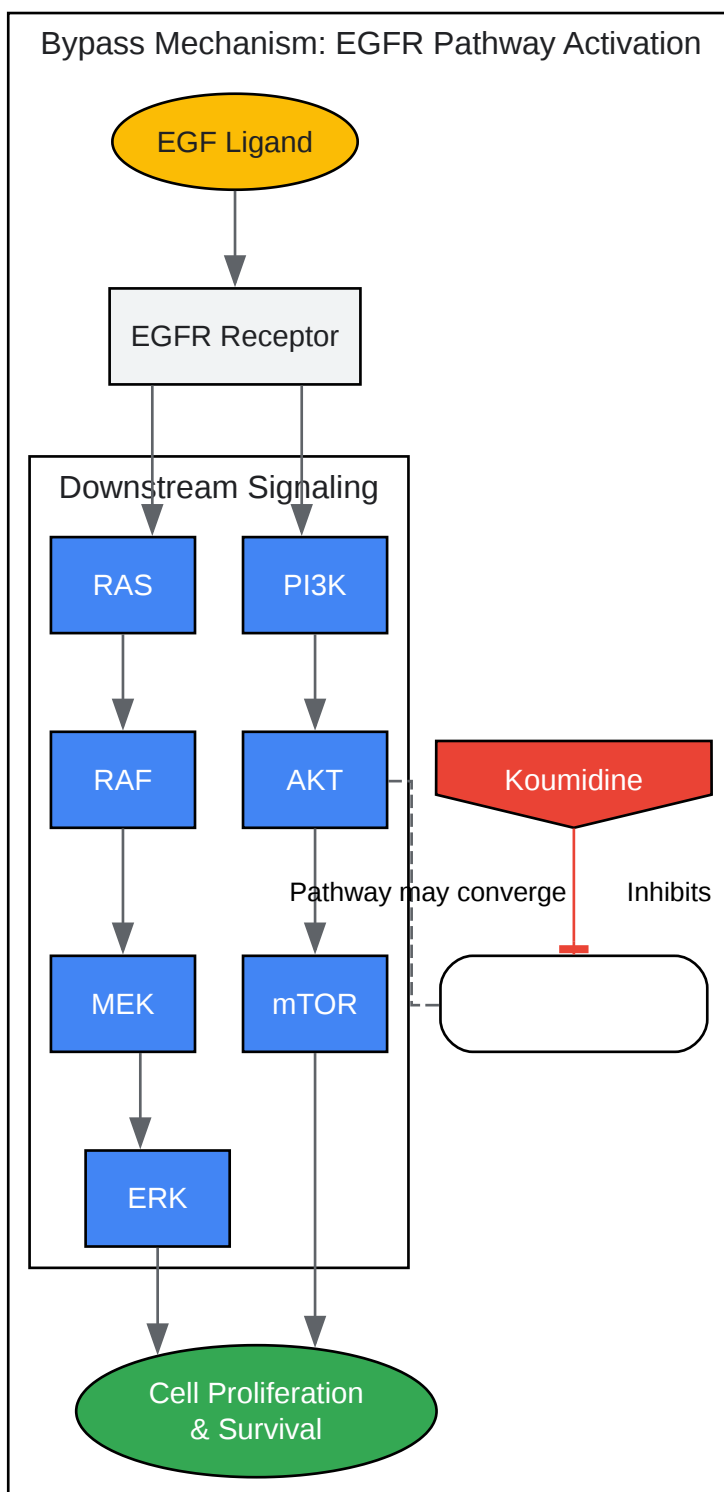 Bypass Mechanism: EGFR Pathway Activation
EGF Ligand
EGFR Receptor
Downstream Signaling
RAS
PI3K
RAF
AKT
Koumidine
Pathway may converge
Inhibits
MEK
mTOR
ERK
Cell Proliferation
& Survival